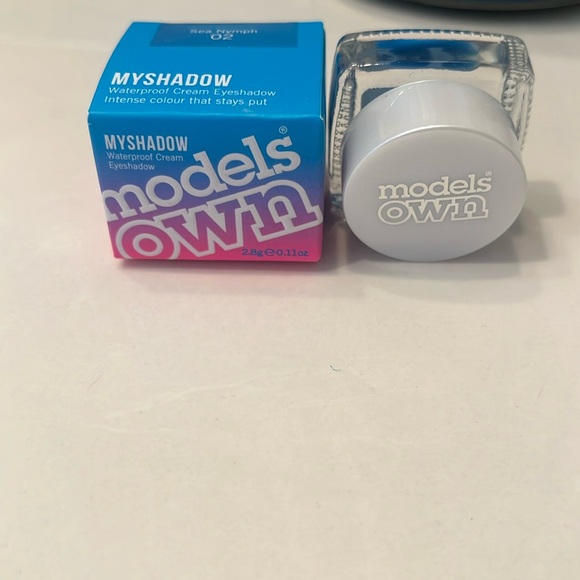 Sea Nymph
02
MYSHADOW
Waterproof Cream Eyeshadow
Intense colour that stays put
MYSHADOW
Waterproof Cream
Eyeshadow
models®
own
2.8g℮0.11oz
models®
own